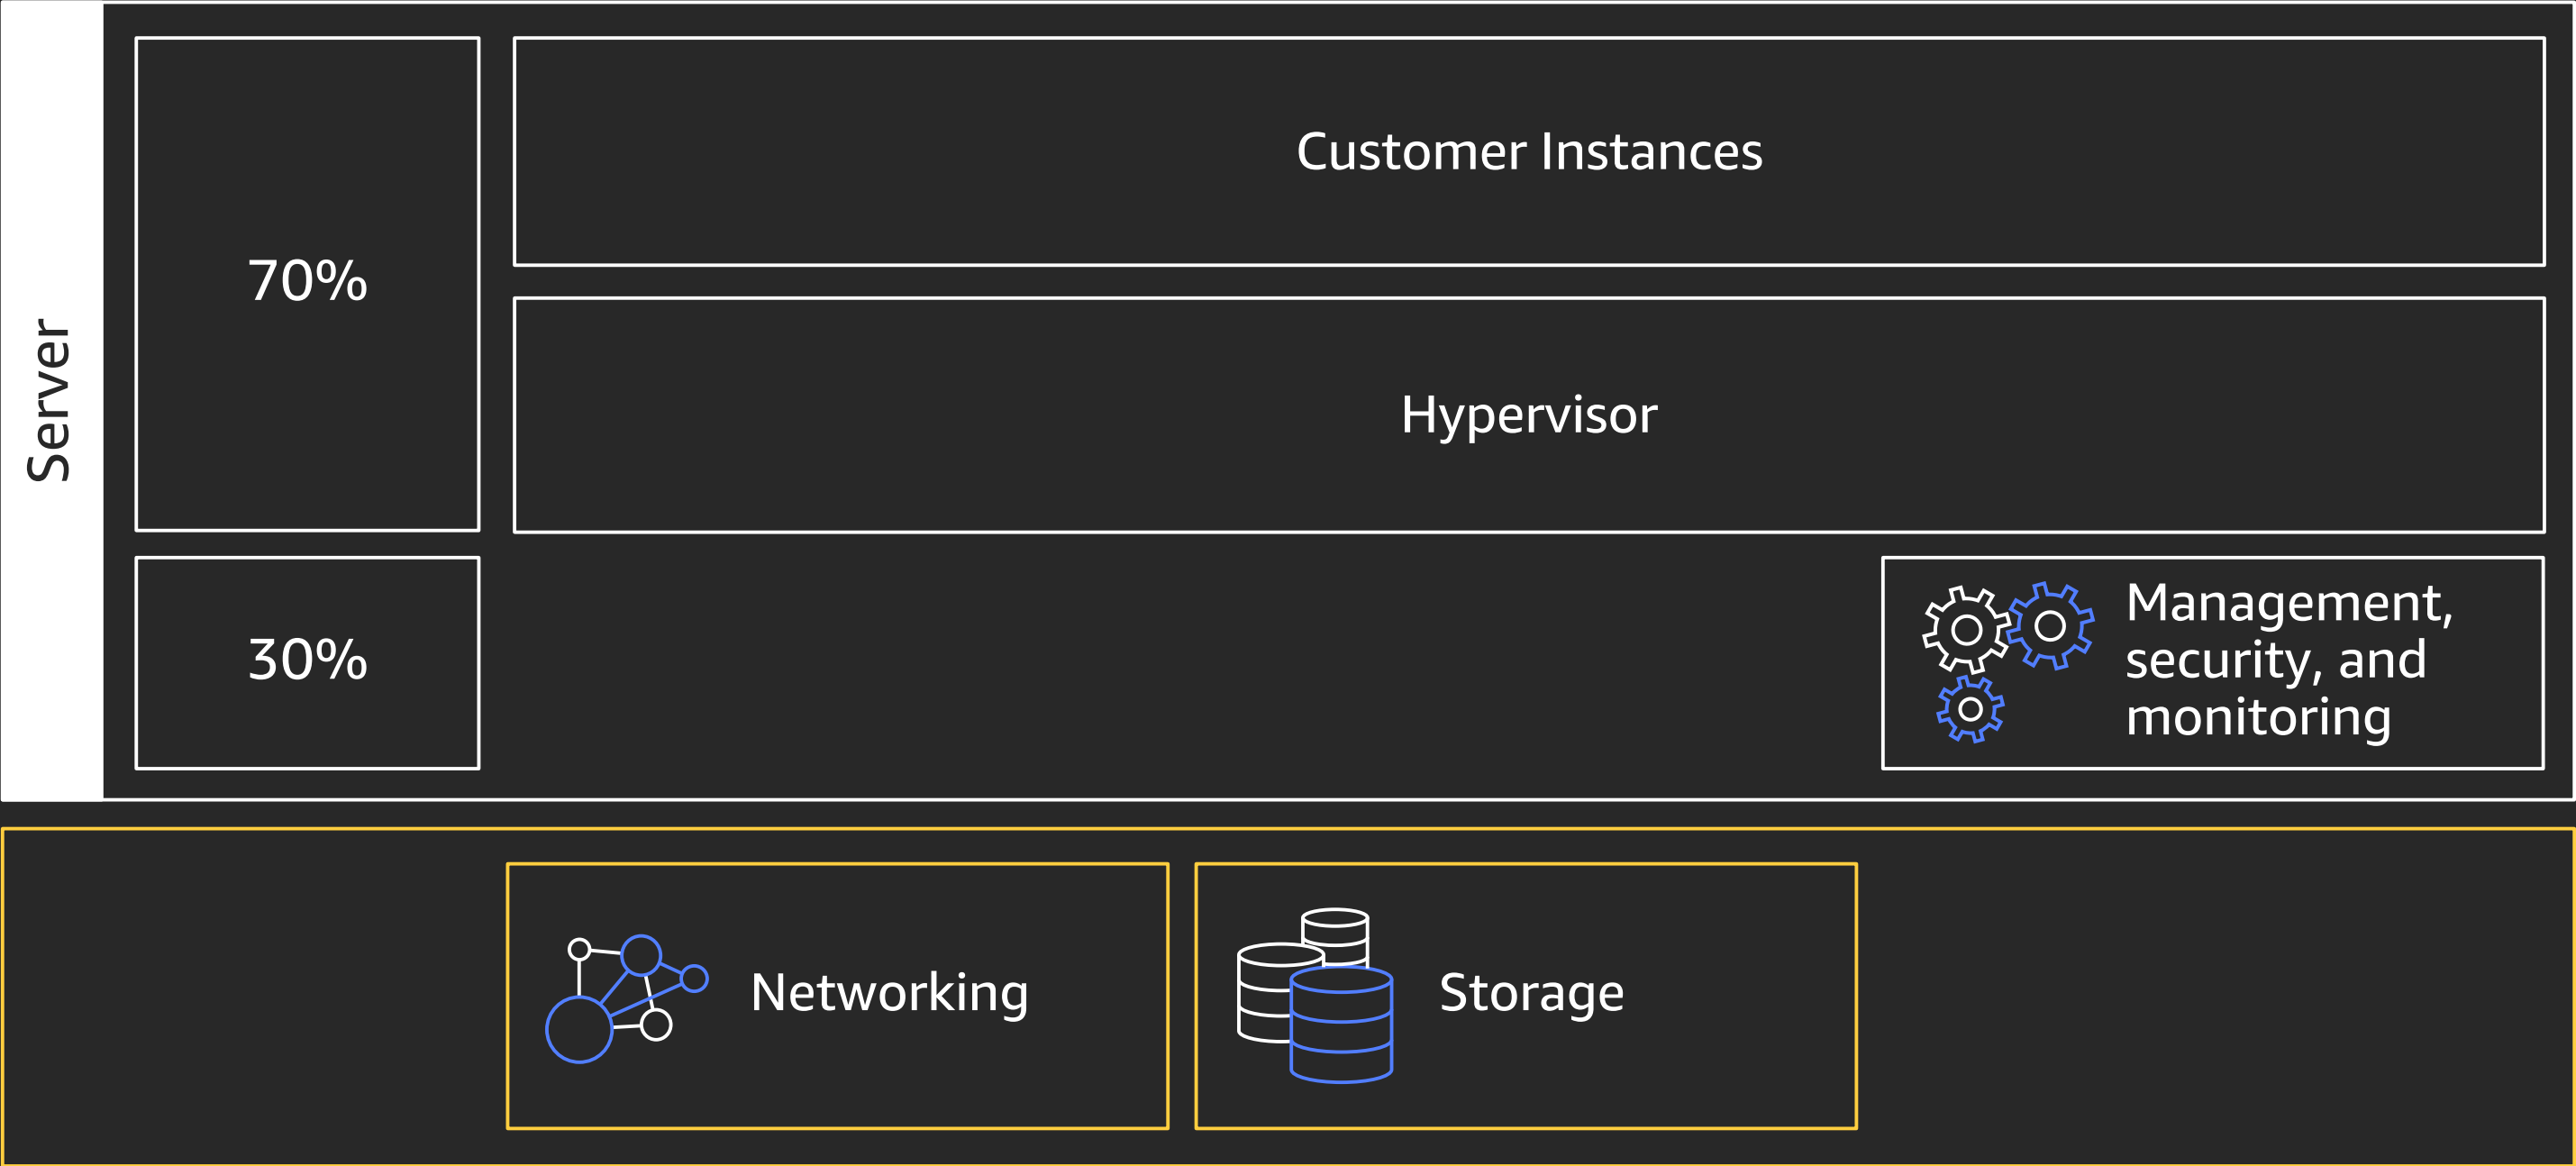 Server
70%
Customer Instances
Hypervisor
30%
Management,
security, and
monitoring
Networking
Storage